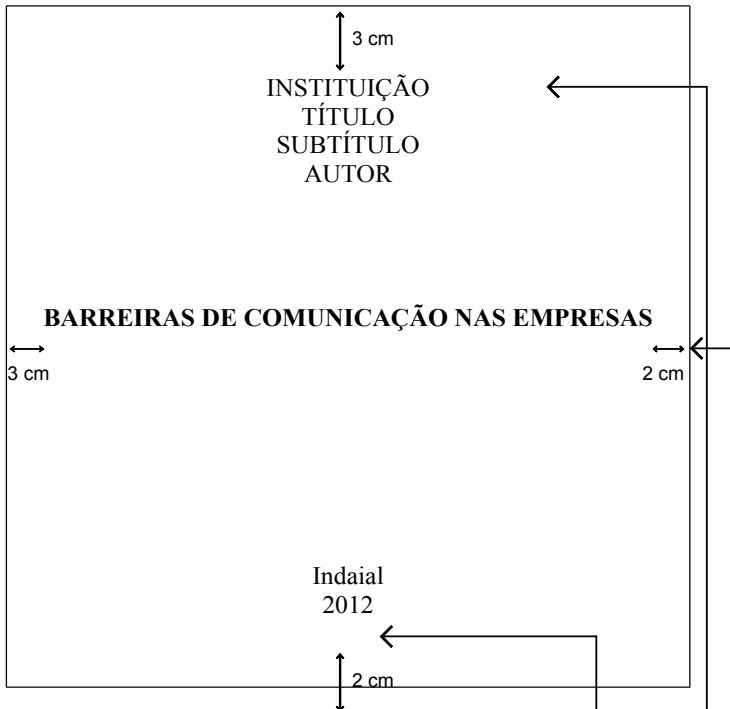 3 cm
INSTITUIÇÃO
TÍTULO
SUBTÍTULO
AUTOR
BARREIRAS DE COMUNICAÇÃO NAS EMPRESAS
3 cm
2 cm
Indaial
2012
2 cm